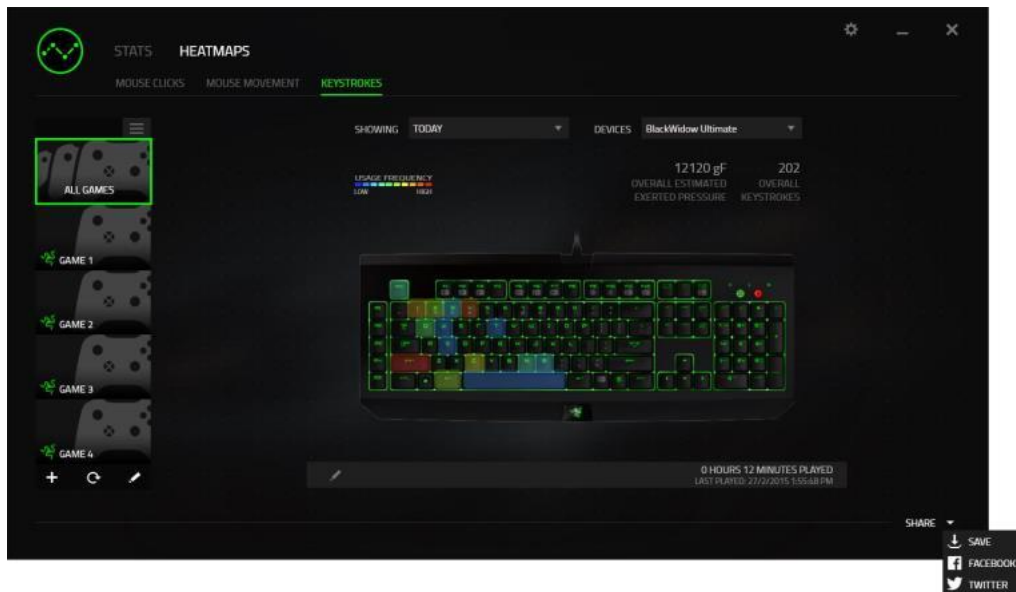 STATS HEATMAPS
MOUSE CLICKS MOUSE MOVEMENT KEYSTROKES
SHOWING TODAY DEVICES BlackWidow Ultimate
ALL GAMES
GAME 1
GAME 2
GAME 3
GAME 4
USAGE FREQUENCY
LOW HIGH
12120 gF 202
OVERALL ESTIMATED OVERALL
EXERTED PRESSURE KEYSTROKES
0 HOURS 12 MINUTES PLAYED
LAST PLAYED: 27/2/2015 1:55:48 PM
SHARE
SAVE
FACEBOOK
TWITTER